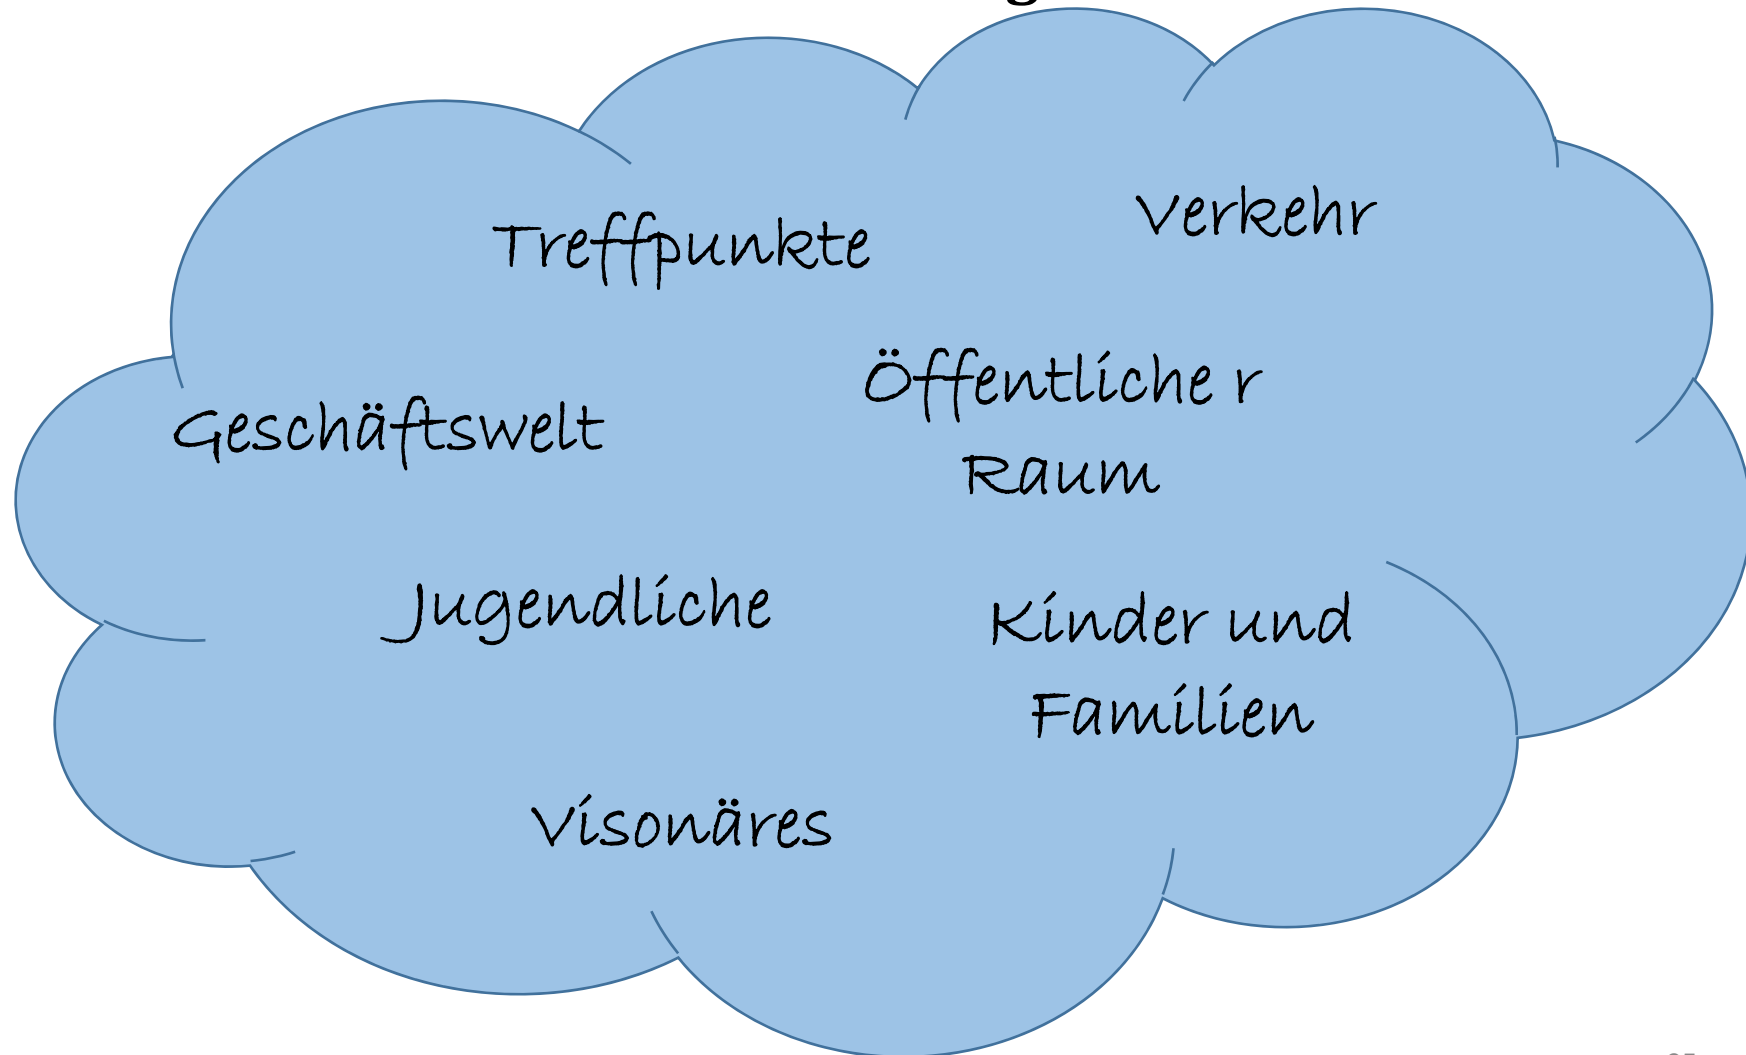 Treffpunkte
Verkehr
Öffentliche r
Raum
Geschäftswelt
Jugendliche
Kinder und
Familien
Visonäres